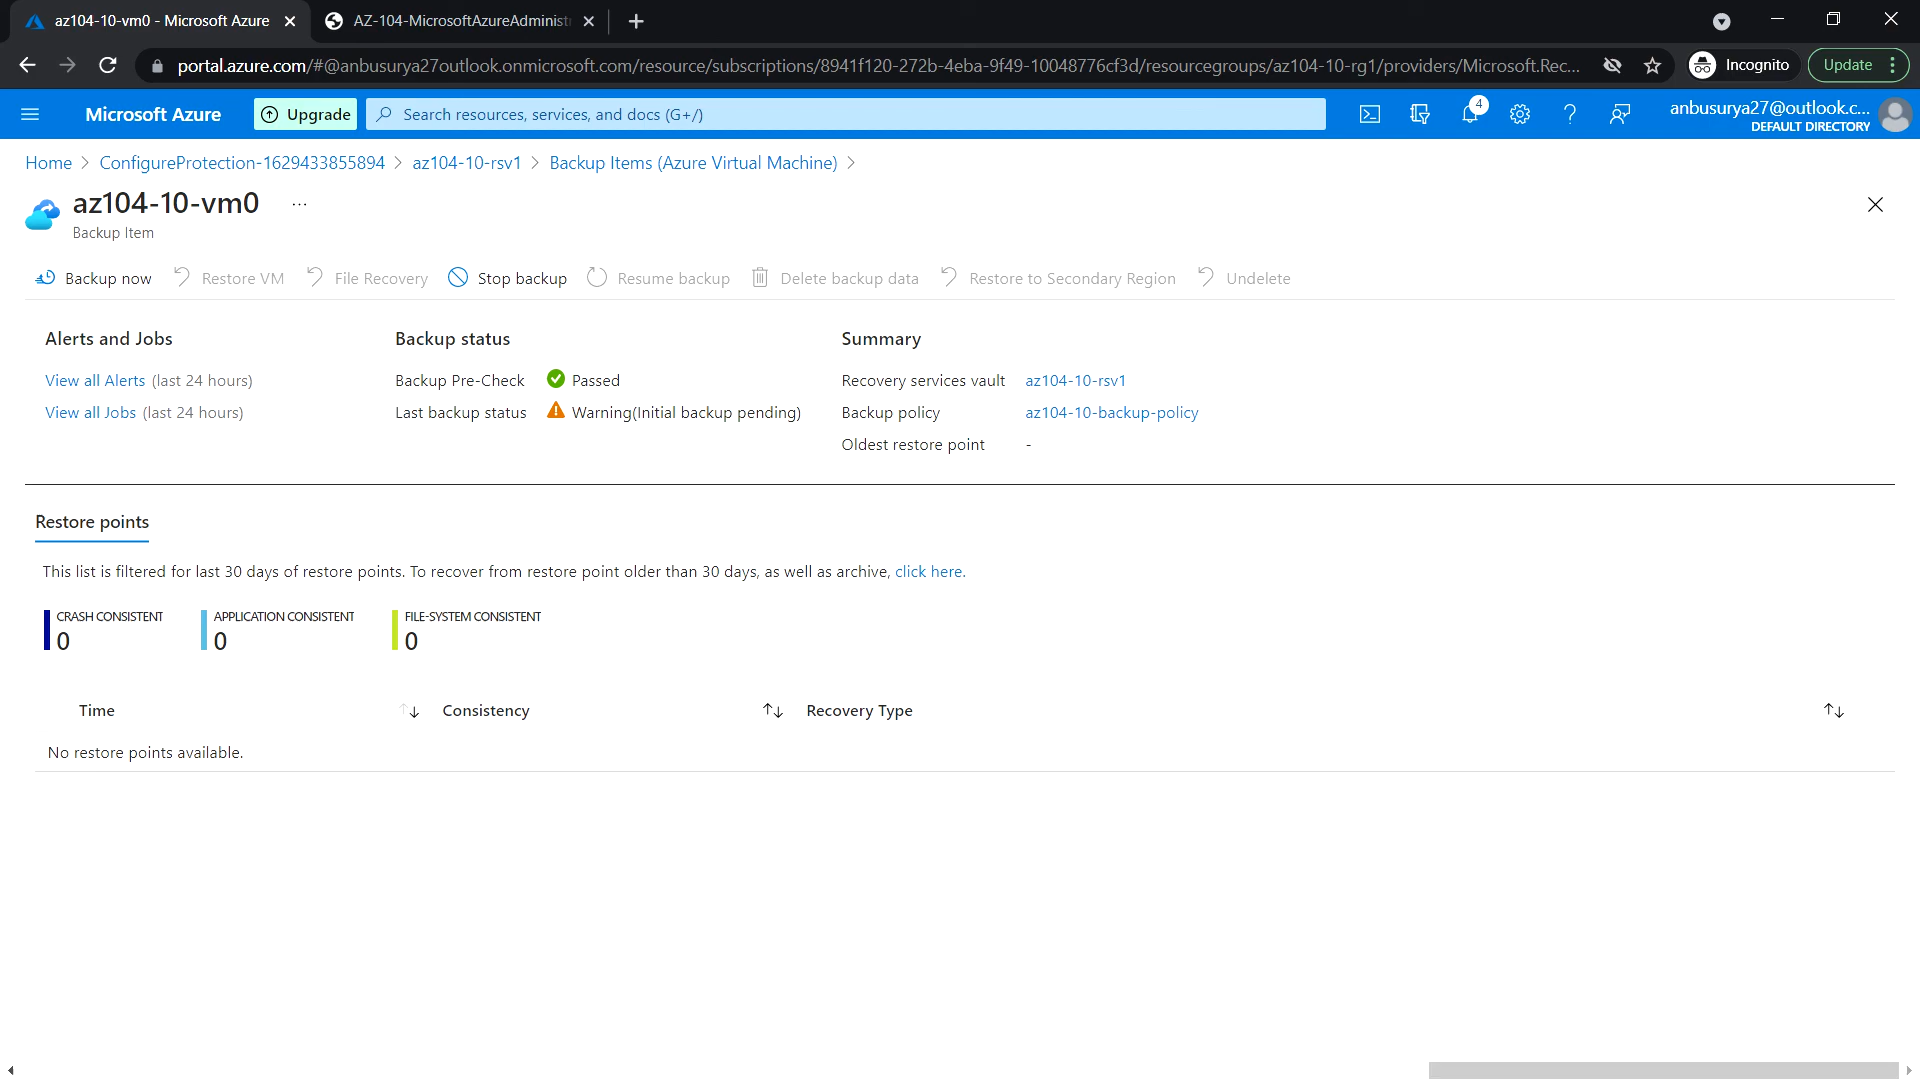 az104-10-vm0 - Microsoft Azure
AZ-104-MicrosoftAzureAdminist
portal.azure.com/#@anbusurya27outlook.onmicrosoft.com/resource/subscriptions/8941f120-272b-4eba-9f49-10048776cf3d/resourcegroups/az104-10-rg1/providers/Microsoft.Rec...
Incognito
Update
Microsoft Azure
Upgrade
Search resources, services, and docs (G+/)
4
anbusurya27@outlook.c...
DEFAULT DIRECTORY
Home > ConfigureProtection-1629433855894 > az104-10-rsv1 > Backup Items (Azure Virtual Machine) >
az104-10-vm0 ...
Backup Item
Backup now Restore VM File Recovery Stop backup Resume backup Delete backup data Restore to Secondary Region Undelete
Alerts and Jobs
View all Alerts (last 24 hours)
View all Jobs (last 24 hours)
Backup status
Backup Pre-Check Passed
Last backup status Warning(Initial backup pending)
Summary
Recovery services vault az104-10-rsv1
Backup policy az104-10-backup-policy
Oldest restore point -
Restore points
This list is filtered for last 30 days of restore points. To recover from restore point older than 30 days, as well as archive, click here.
CRASH CONSISTENT
0
APPLICATION CONSISTENT
0
FILE-SYSTEM CONSISTENT
0
Time Consistency Recovery Type
No restore points available.